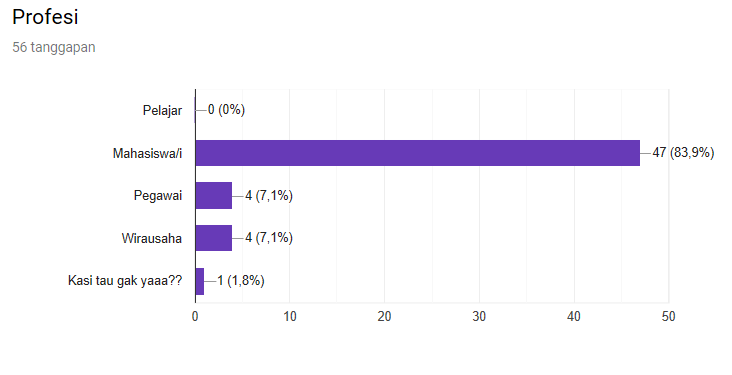 Profesi
56 tanggapan
Pelajar 0 (0%)
Mahasiswa/i 47 (83,9%)
Pegawai 4 (7,1%)
Wirausaha 4 (7,1%)
Kasi tau gak yaaa?? 1 (1,8%)
0 10 20 30 40 50